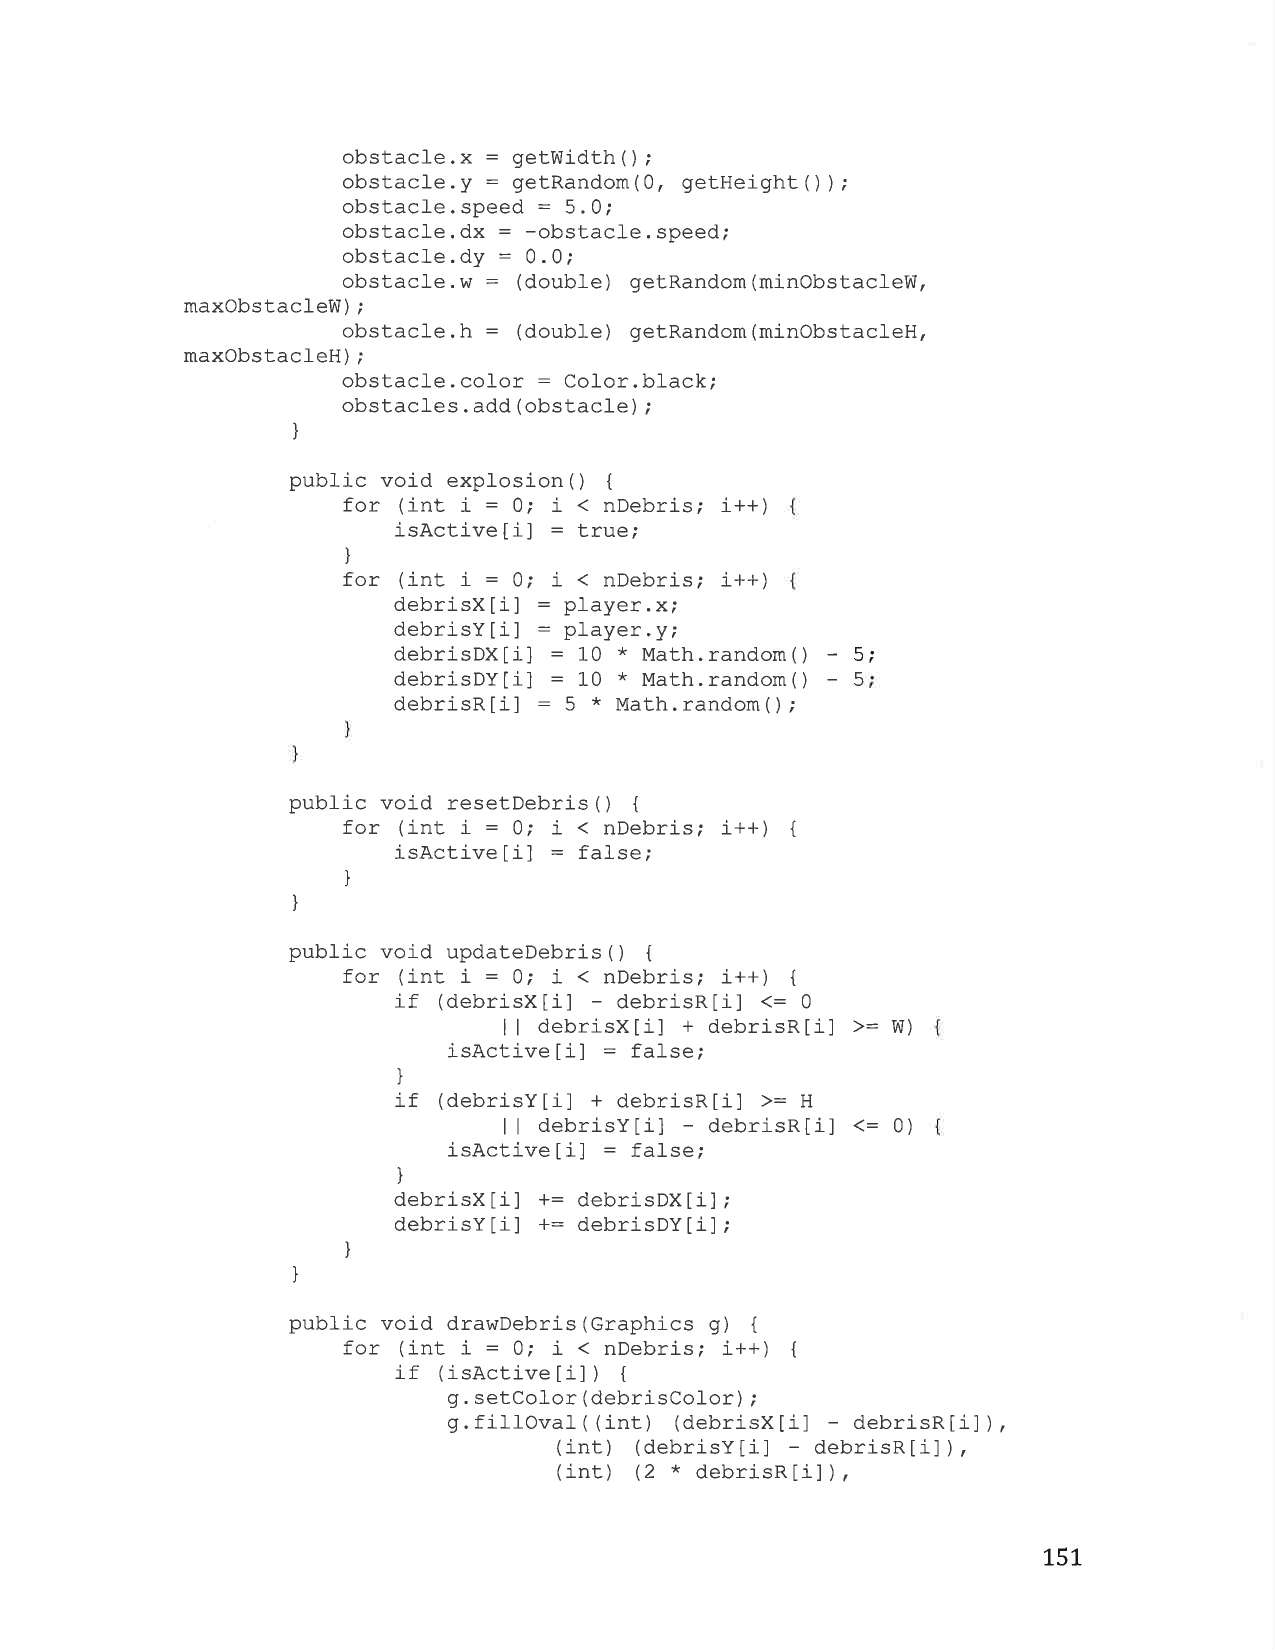 obstacle.x = getWidth();
            obstacle.y = getRandom(0, getHeight());
            obstacle.speed = 5.0;
            obstacle.dx = -obstacle.speed;
            obstacle.dy = 0.0;
            obstacle.w = (double) getRandom(minObstacleW,
maxObstacleW);
            obstacle.h = (double) getRandom(minObstacleH,
maxObstacleH);
            obstacle.color = Color.black;
            obstacles.add(obstacle);
        }

        public void explosion() {
            for (int i = 0; i < nDebris; i++) {
                isActive[i] = true;
            }
            for (int i = 0; i < nDebris; i++) {
                debrisX[i] = player.x;
                debrisY[i] = player.y;
                debrisDX[i] = 10 * Math.random() - 5;
                debrisDY[i] = 10 * Math.random() - 5;
                debrisR[i] = 5 * Math.random();
            }
        }

        public void resetDebris() {
            for (int i = 0; i < nDebris; i++) {
                isActive[i] = false;
            }
        }

        public void updateDebris() {
            for (int i = 0; i < nDebris; i++) {
                if (debrisX[i] - debrisR[i] <= 0
                        || debrisX[i] + debrisR[i] >= W) {
                    isActive[i] = false;
                }
                if (debrisY[i] + debrisR[i] >= H
                        || debrisY[i] - debrisR[i] <= 0) {
                    isActive[i] = false;
                }
                debrisX[i] += debrisDX[i];
                debrisY[i] += debrisDY[i];
            }
        }

        public void drawDebris(Graphics g) {
            for (int i = 0; i < nDebris; i++) {
                if (isActive[i]) {
                    g.setColor(debrisColor);
                    g.fillOval((int) (debrisX[i] - debrisR[i]),
                            (int) (debrisY[i] - debrisR[i]),
                            (int) (2 * debrisR[i]),
151